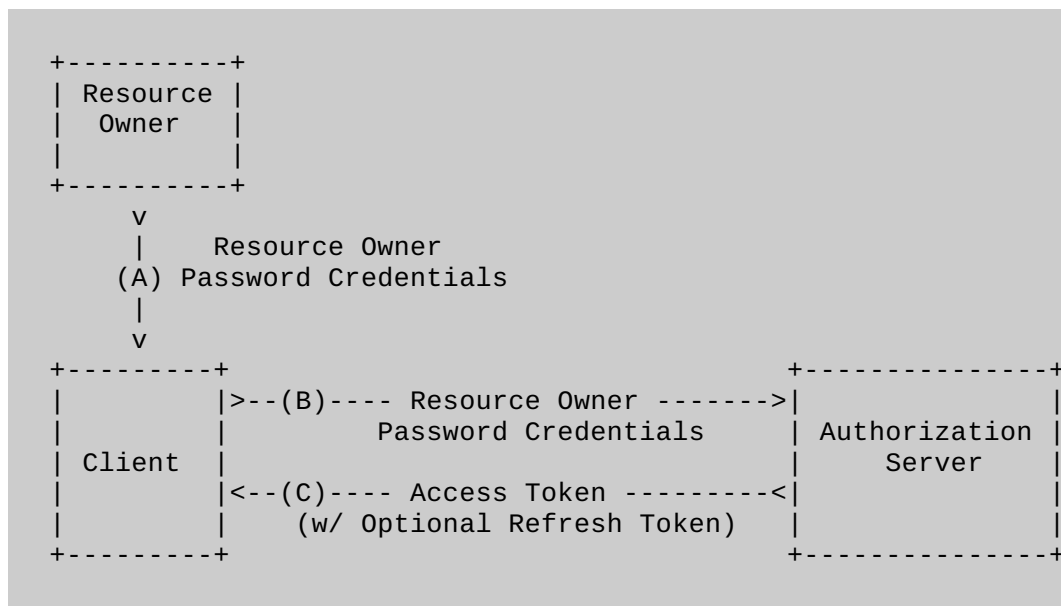 +----------+
| Resource |
|  Owner   |
|          |
+----------+
     v
     |    Resource Owner
    (A) Password Credentials
     |
     v
+---------+                                  +---------------+
|         |>--(B)---- Resource Owner ------->|               |
|         |         Password Credentials     | Authorization |
| Client  |                                  |     Server    |
|         |<--(C)---- Access Token ---------<|               |
|         |    (w/ Optional Refresh Token)   |               |
+---------+                                  +---------------+